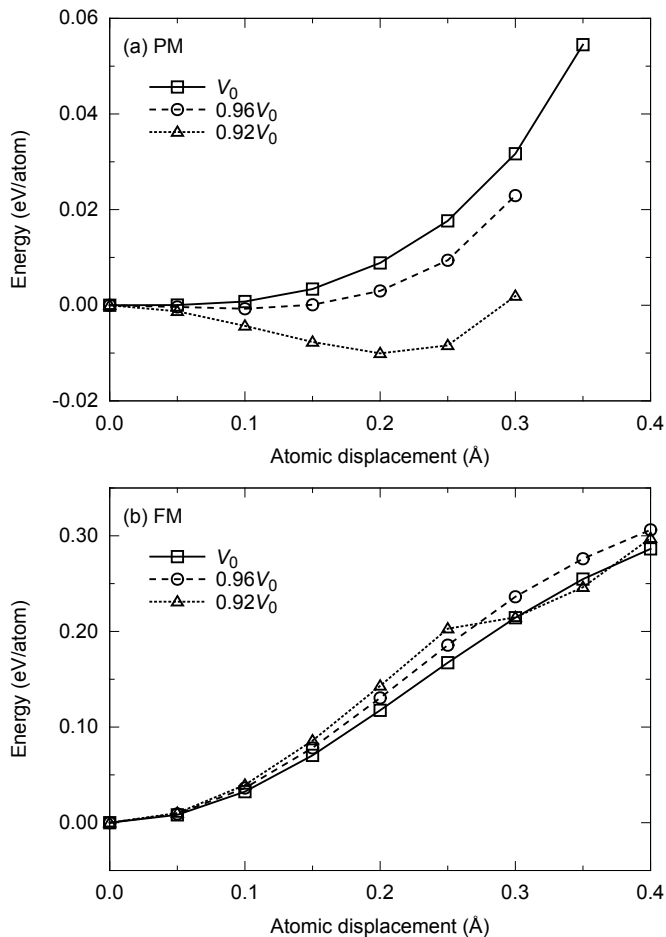 (a) PM
V0
0.96V0
0.92V0
0.06
0.04
0.02
0.00
-0.02
Energy (eV/atom)
0.0 0.1 0.2 0.3 0.4
Atomic displacement (Å)
(b) FM
V0
0.96V0
0.92V0
0.30
0.20
0.10
0.00
Energy (eV/atom)
0.0 0.1 0.2 0.3 0.4
Atomic displacement (Å)